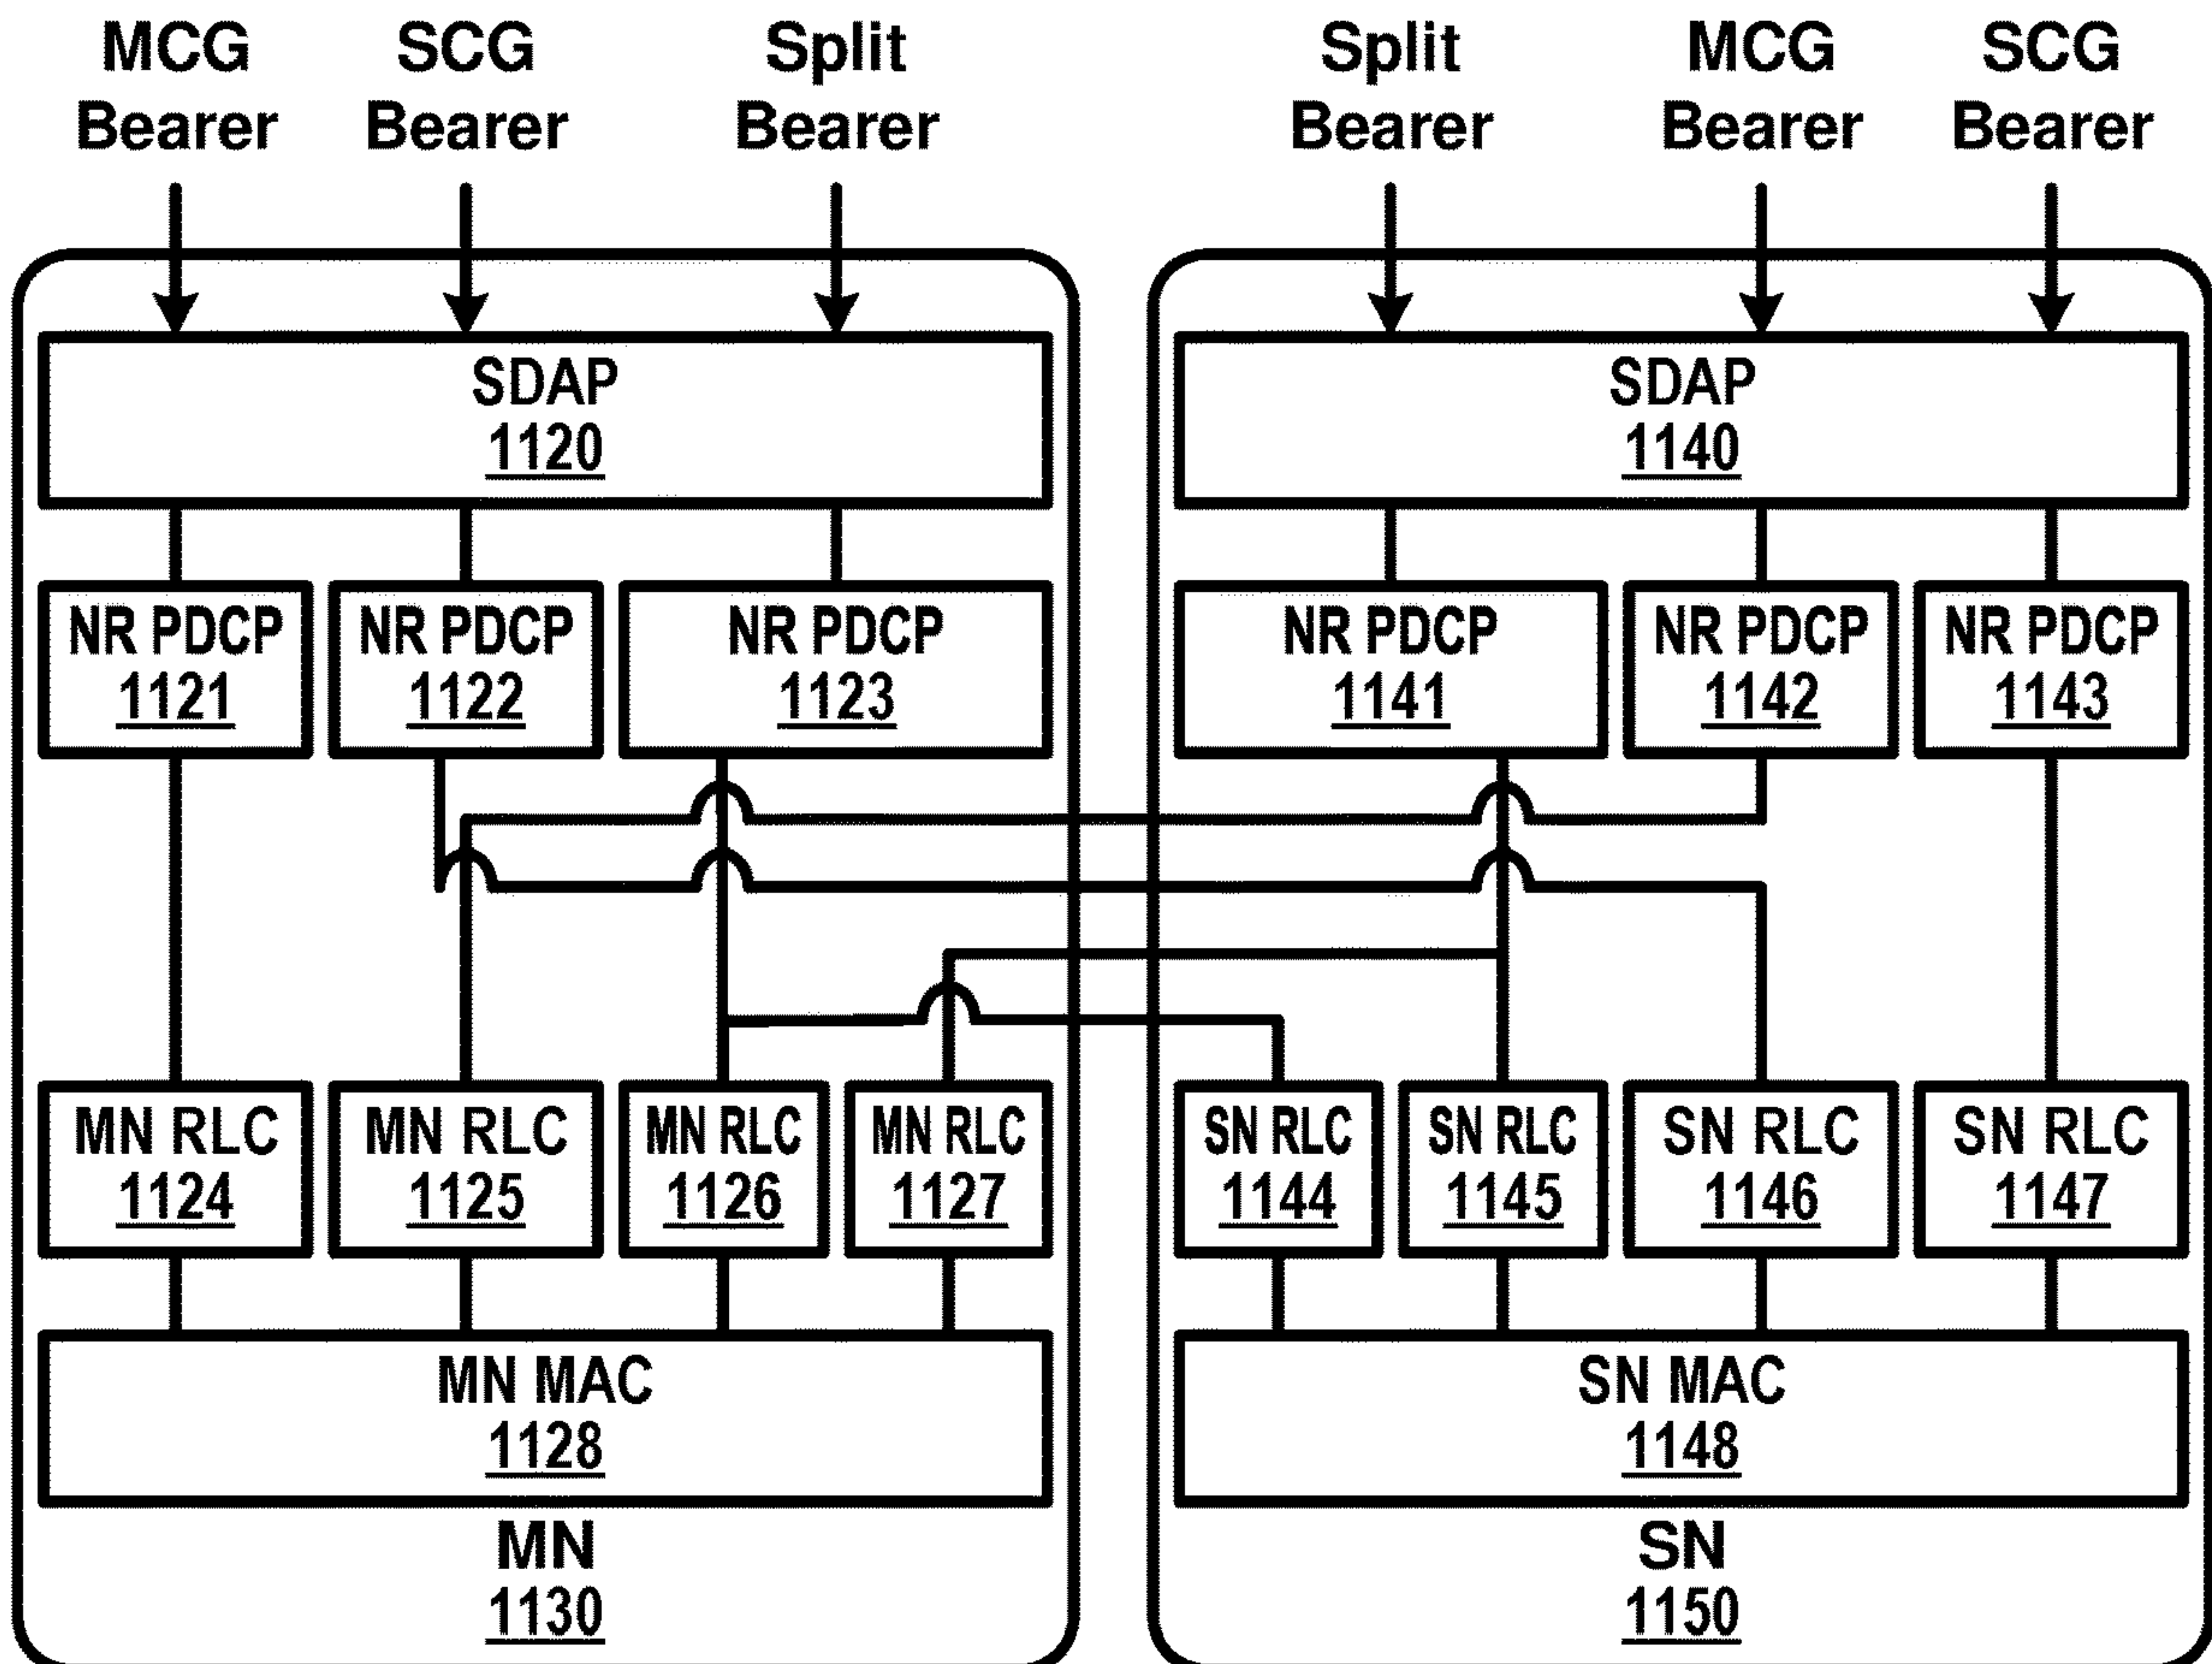 MCG
Bearer
SCG
Bearer
Split
Bearer
Split
Bearer
MCG
Bearer
SCG
Bearer
SDAP
1120
SDAP
1140
NR PDCP
1121
NR PDCP
1122
NR PDCP
1123
NR PDCP
1141
NR PDCP
1142
NR PDCP
1143
MN RLC
1124
MN RLC
1125
MN RLC
1126
MN RLC
1127
SN RLC
1144
SN RLC
1145
SN RLC
1146
SN RLC
1147
MN MAC
1128
SN MAC
1148
MN
1130
SN
1150